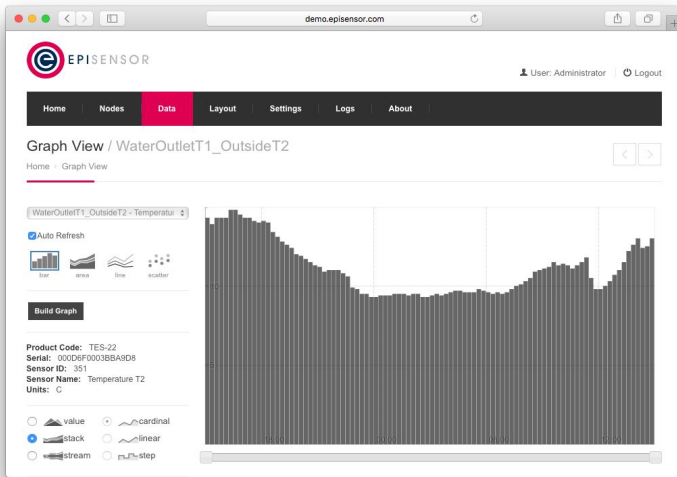 demo.episensor.com
EPISENSOR
User: Administrator
Logout
Home Nodes Data Layout Settings Logs About
Graph View / WaterOutletT1_OutsideT2
Home Graph View
WaterOutletT1_OutsideT2 - Temperatu
Auto Refresh
bar area line scatter
Build Graph
Product Code: TES-22
Serial: 000D6F0003BBA9D8
Sensor ID: 351
Sensor Name: Temperature T2
Units: C
value cardinal
stack linear
stream step